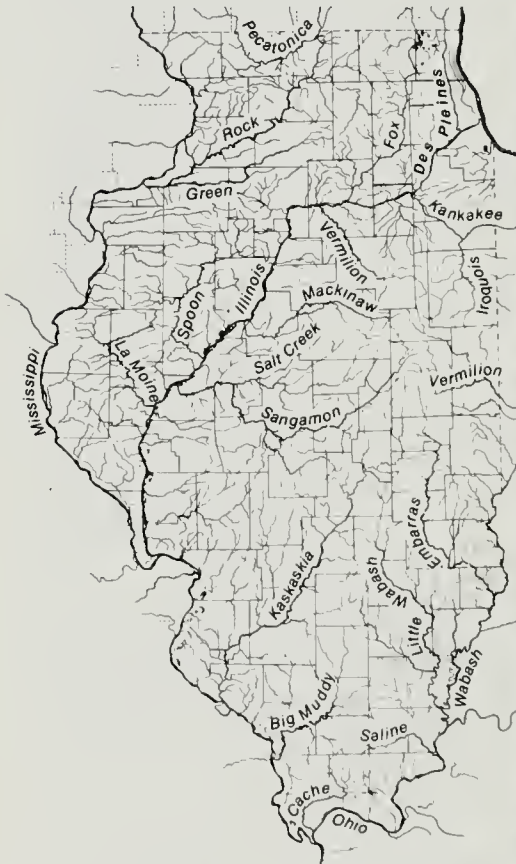 Pecatonica
Rock
Fox
Des Pleines
Green
Kankakee
Vermilion
Iroquois
Illinois
Spoon
Mackinaw
La Moine
Salt Creek
Mississippi
Vermilion
Sangamon
Embarras
Kaskaskia
Little Wabash
Wabash
Big Muddy
Saline
Cache
Ohio